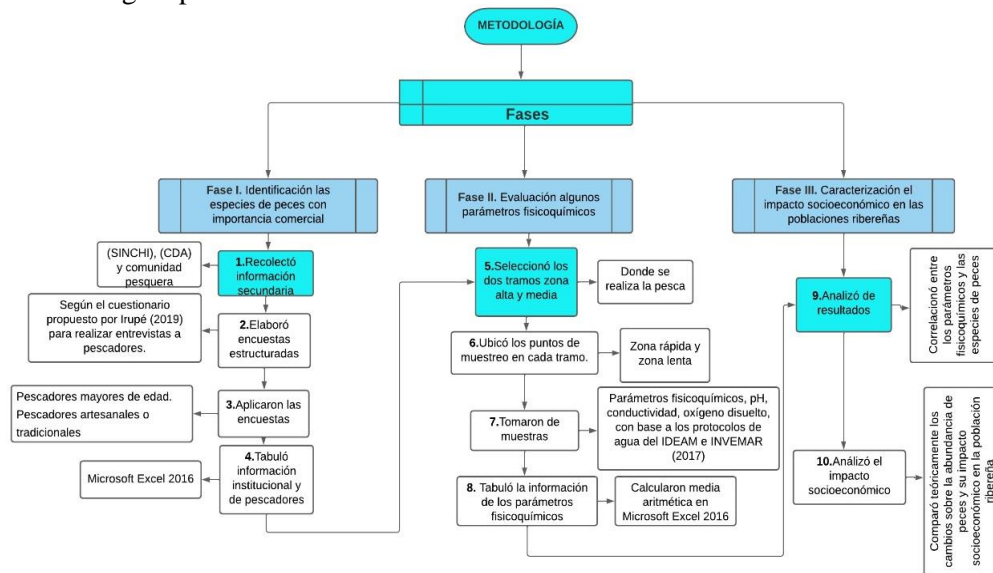 METODOLOGÍA
Fases
Fase I. Identificación las
especies de peces con
importancia comercial
Fase II. Evaluación algunos
parámetros fisicoquímicos
Fase III. Caracterización el
impacto socioeconómico en las
poblaciones ribereñas
(SINCHI), (CDA)
y comunidad
pesquera
1.Recolectó
información
secundaria
Según el cuestionario
propuesto por Irupé (2019)
para realizar entrevistas a
pescadores.
2.Elaboró
encuestas
estructuradas
Pescadores mayores de edad.
Pescadores artesanales o
tradicionales
3.Aplicaron las
encuestas
Microsoft Excel 2016
4.Tabuló
información
institucional y
de pescadores
5.Seleccionó los
dos tramos zona
alta y media
Donde se
realiza la pesca
6.Ubicó los puntos de
muestreo en cada tramo.
Zona rápida y
zona lenta
7.Tomaron de
muestras
Parámetros fisicoquímicos, pH,
conductividad, oxígeno disuelto,
con base a los protocolos de
agua del IDEAM e INVEMAR
(2017)
8. Tabuló la información
de los parámetros
fisicoquímicos
Calcularon media
aritmética en
Microsoft Excel 2016
9.Analizó de
resultados
Correlacionó entre
los parámetros
fisicoquímicos y las
especies de peces
10.Análizó el
impacto
socioeconómico
Comparó teóricamente los
cambios sobre la abundancia de
peces y su impacto
socioeconómico en la población
ribereña